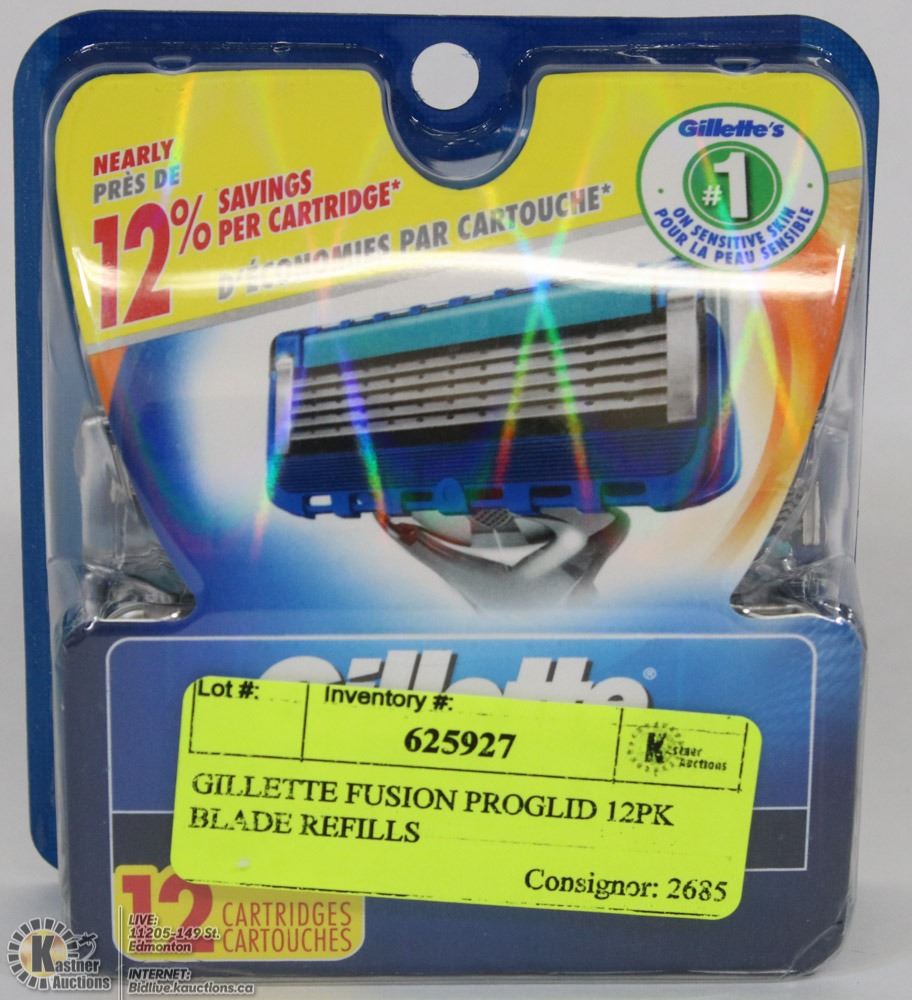 NEARLY
PRÈS DE
12% SAVINGS
PER CARTRIDGE*
D'ÉCONOMIES PAR CARTOUCHE*
Gillette's
#1
ON SENSITIVE SKIN
POUR LA PEAU SENSIBLE
Gillette®
Lot #:
Inventory #:
625927
Kastner
Auctions
GILLETTE FUSION PROGLID 12PK
BLADE REFILLS
Consignor: 2685
12 CARTRIDGES
CARTOUCHES
Kastner
Auctions
LIVE:
11205-149 St.
Edmonton
INTERNET:
Bidlive.kauctions.ca